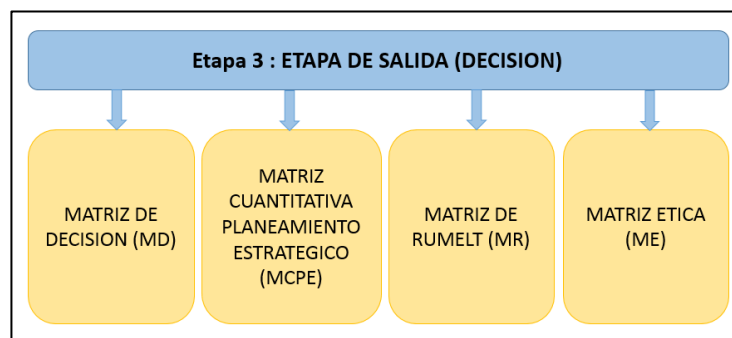 Etapa 3 : ETAPA DE SALIDA (DECISION)
MATRIZ DE
DECISION (MD)
MATRIZ
CUANTITATIVA
PLANEAMIENTO
ESTRATEGICO
(MCPE)
MATRIZ DE
RUMELT (MR)
MATRIZ ETICA
(ME)